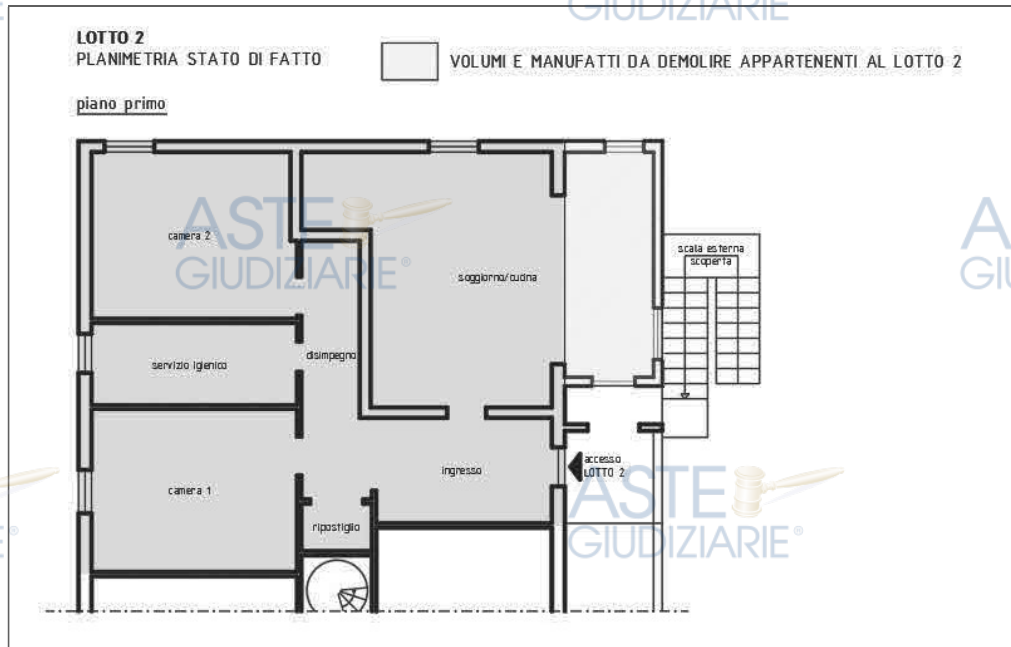 GIUDIZIARIE
LOTTO 2
PLANIMETRIA STATO DI FATTO
VOLUMI E MANUFATTI DA DEMOLIRE APPARTENENTI AL LOTTO 2
piano primo
ASTE
GIUDIZIARIE®
camera 2
soggiorno/cucina
scala esterna
scoperta
A
GIU
servizio igienico
disimpegno
camera 1
ingresso
accesso
LOTTO 2
ripostiglio
ASTE
GIUDIZIARIE®
E®